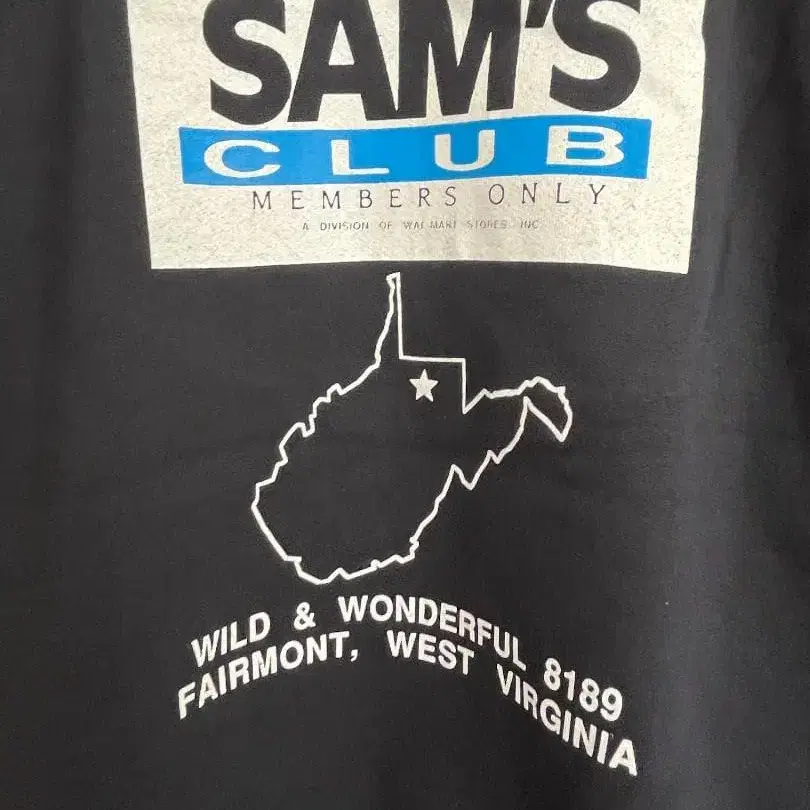 SAM'S
CLUB
MEMBERS ONLY
A DIVISION OF WAL-MART STORES, INC.
WILD & WONDERFUL 8189
FAIRMONT, WEST VIRGINIA